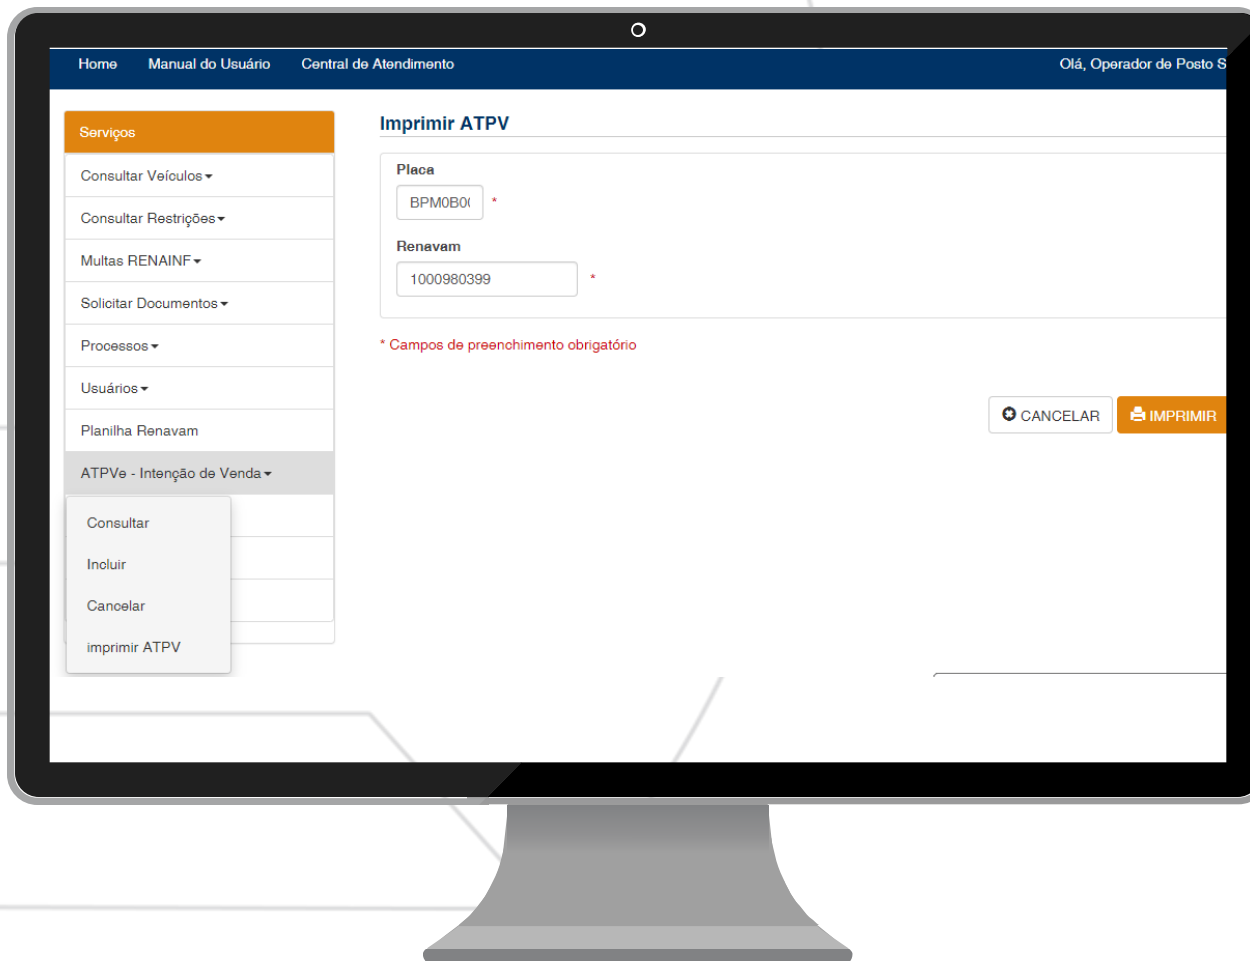 Home Manual do Usuário Central de Atendimento Olá, Operador de Posto S
Serviços
Consultar Veículos
Consultar Restrições
Multas RENAINF
Solicitar Documentos
Processos
Usuários
Planilha Renavam
ATPVe - Intenção de Venda
Consultar
Incluir
Cancelar
imprimir ATPV
Imprimir ATPV
Placa
BPM0B0 *
Renavam
1000980399 *
* Campos de preenchimento obrigatório
CANCELAR IMPRIMIR